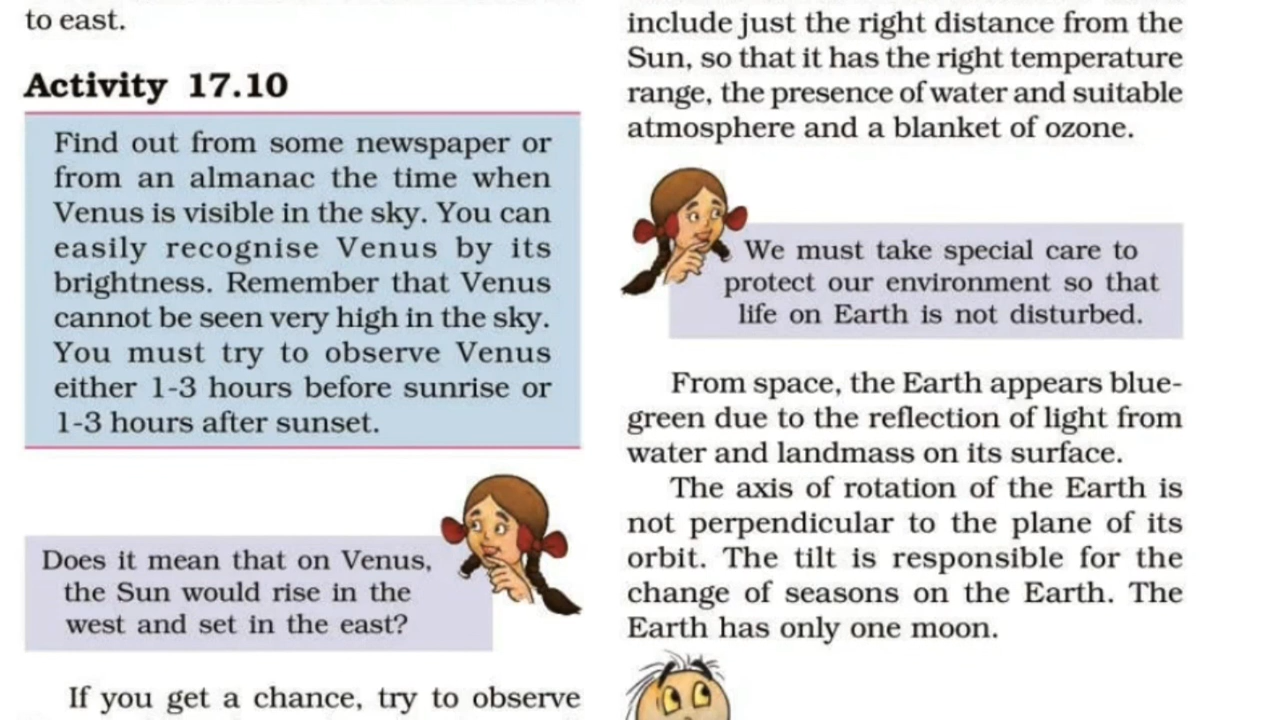 to east.
Activity 17.10
Find out from some newspaper or
from an almanac the time when
Venus is visible in the sky. You can
easily recognise Venus by its
brightness. Remember that Venus
cannot be seen very high in the sky.
You must try to observe Venus
either 1-3 hours before sunrise or
1-3 hours after sunset.
Does it mean that on Venus,
the Sun would rise in the
west and set in the east?
If you get a chance, try to observe
include just the right distance from the
Sun, so that it has the right temperature
range, the presence of water and suitable
atmosphere and a blanket of ozone.
We must take special care to
protect our environment so that
life on Earth is not disturbed.
From space, the Earth appears blue-
green due to the reflection of light from
water and landmass on its surface.
The axis of rotation of the Earth is
not perpendicular to the plane of its
orbit. The tilt is responsible for the
change of seasons on the Earth. The
Earth has only one moon.